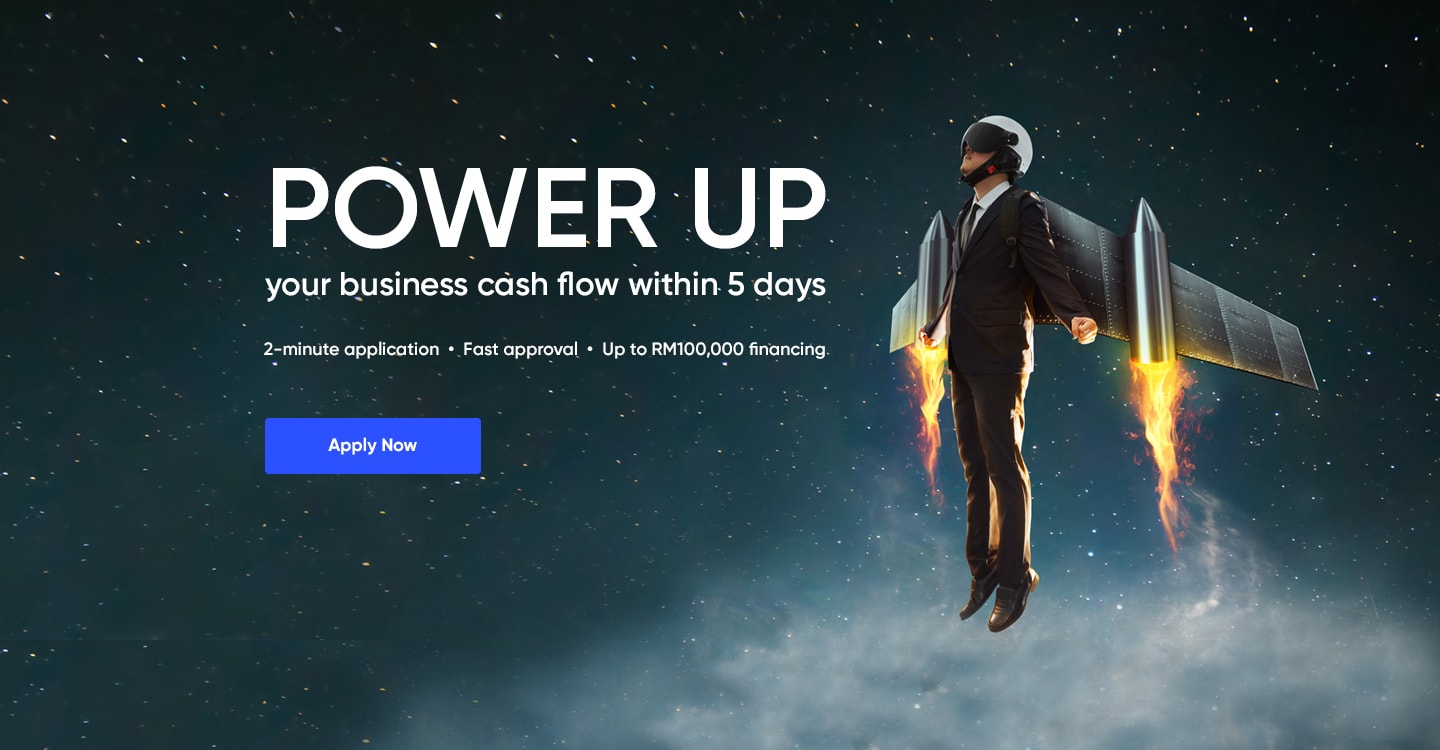 POWER UP
your business cash flow within 5 days
2-minute application • Fast approval • Up to RM100,000 financing
Apply Now